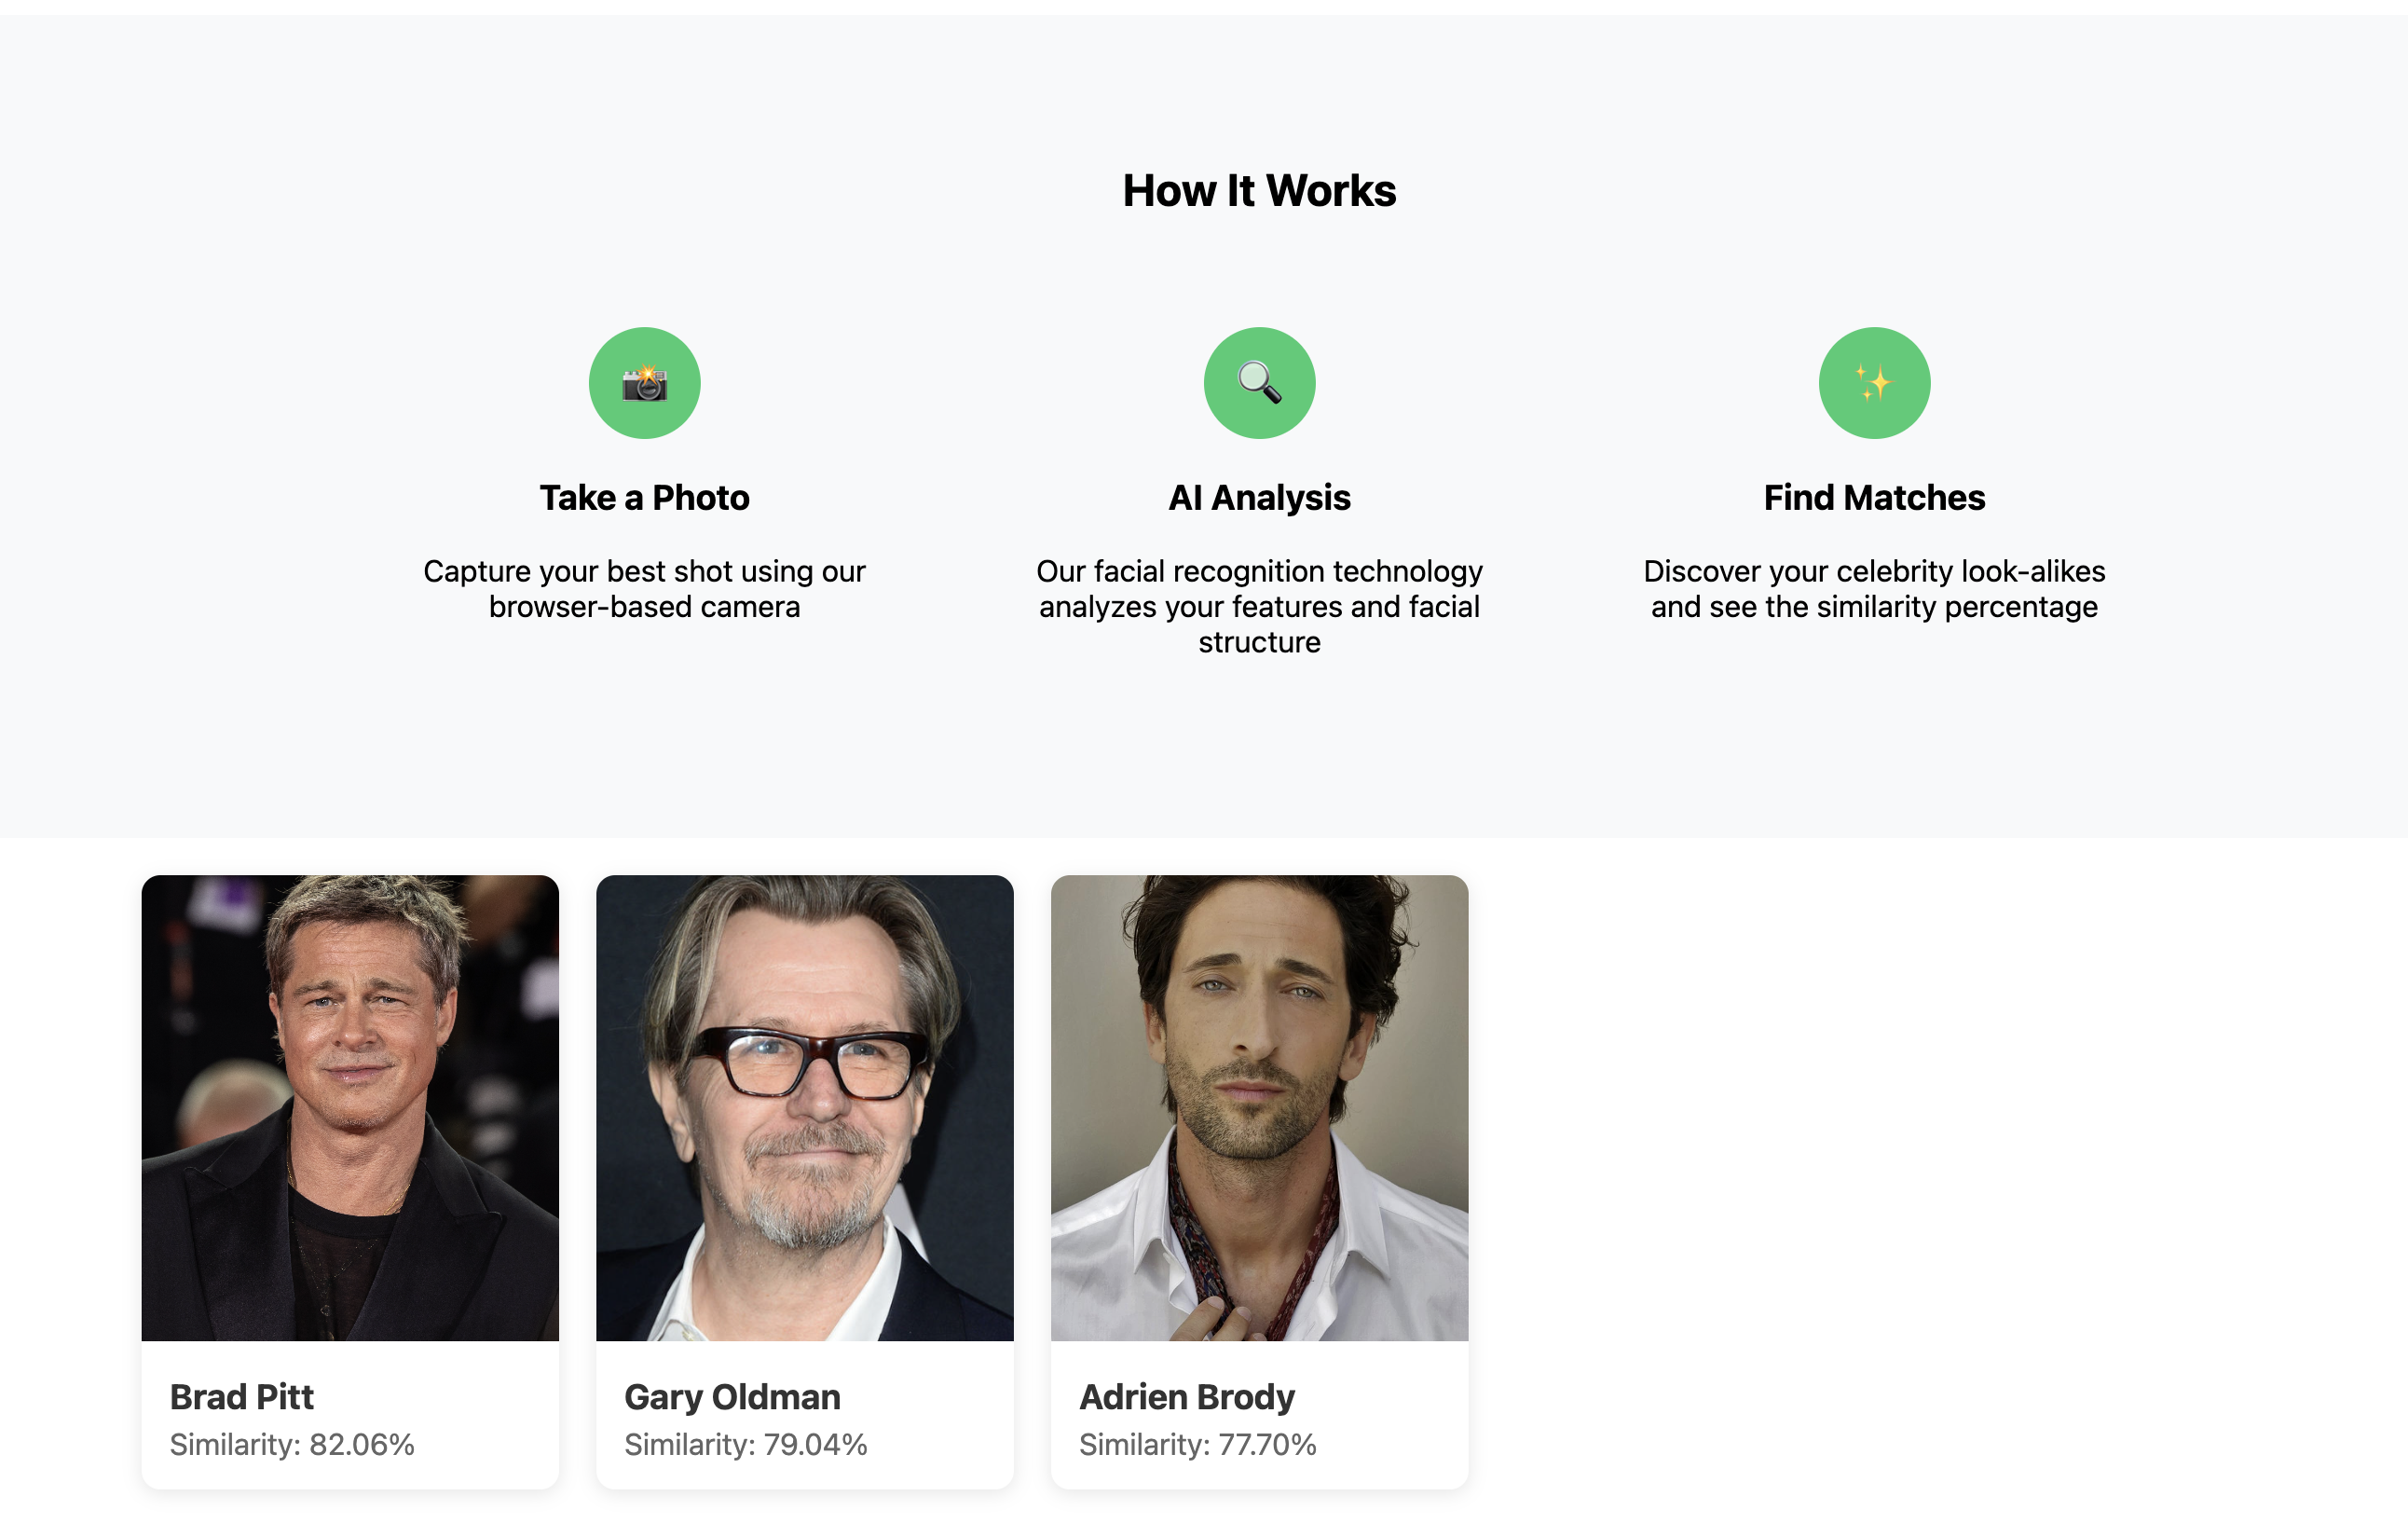 How It Works
Take a Photo
Capture your best shot using our
browser-based camera
AI Analysis
Our facial recognition technology
analyzes your features and facial
structure
Find Matches
Discover your celebrity look-alikes
and see the similarity percentage
Brad Pitt
Similarity: 82.06%
Gary Oldman
Similarity: 79.04%
Adrien Brody
Similarity: 77.70%